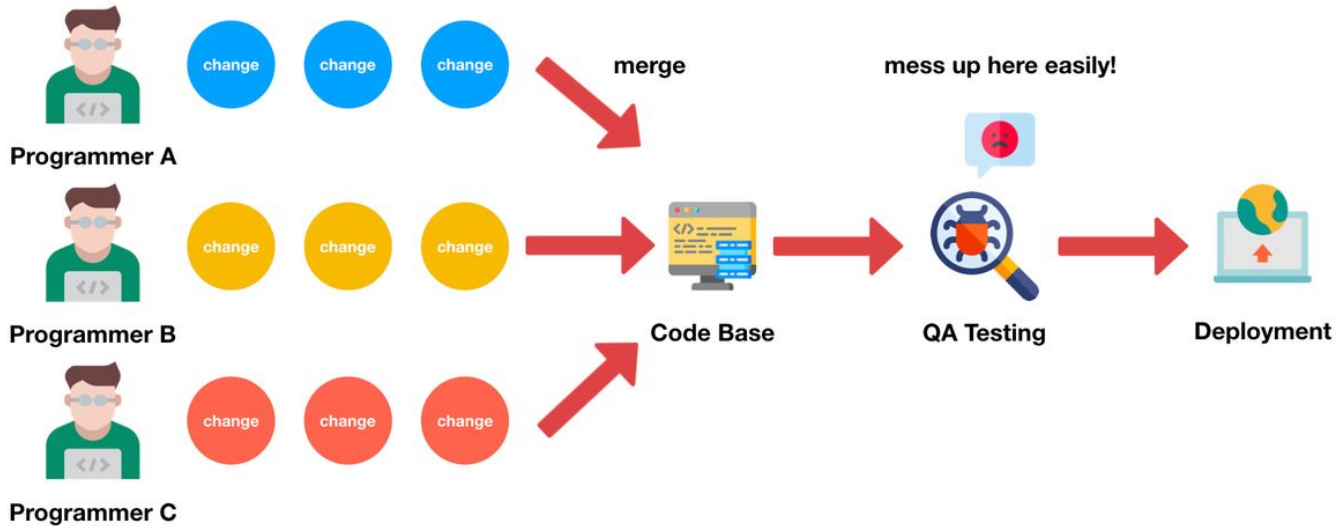 change change change
merge
mess up here easily!
</>
Programmer A
change change change
</>
</>
Programmer B
Code Base
QA Testing
Deployment
change change change
</>
Programmer C